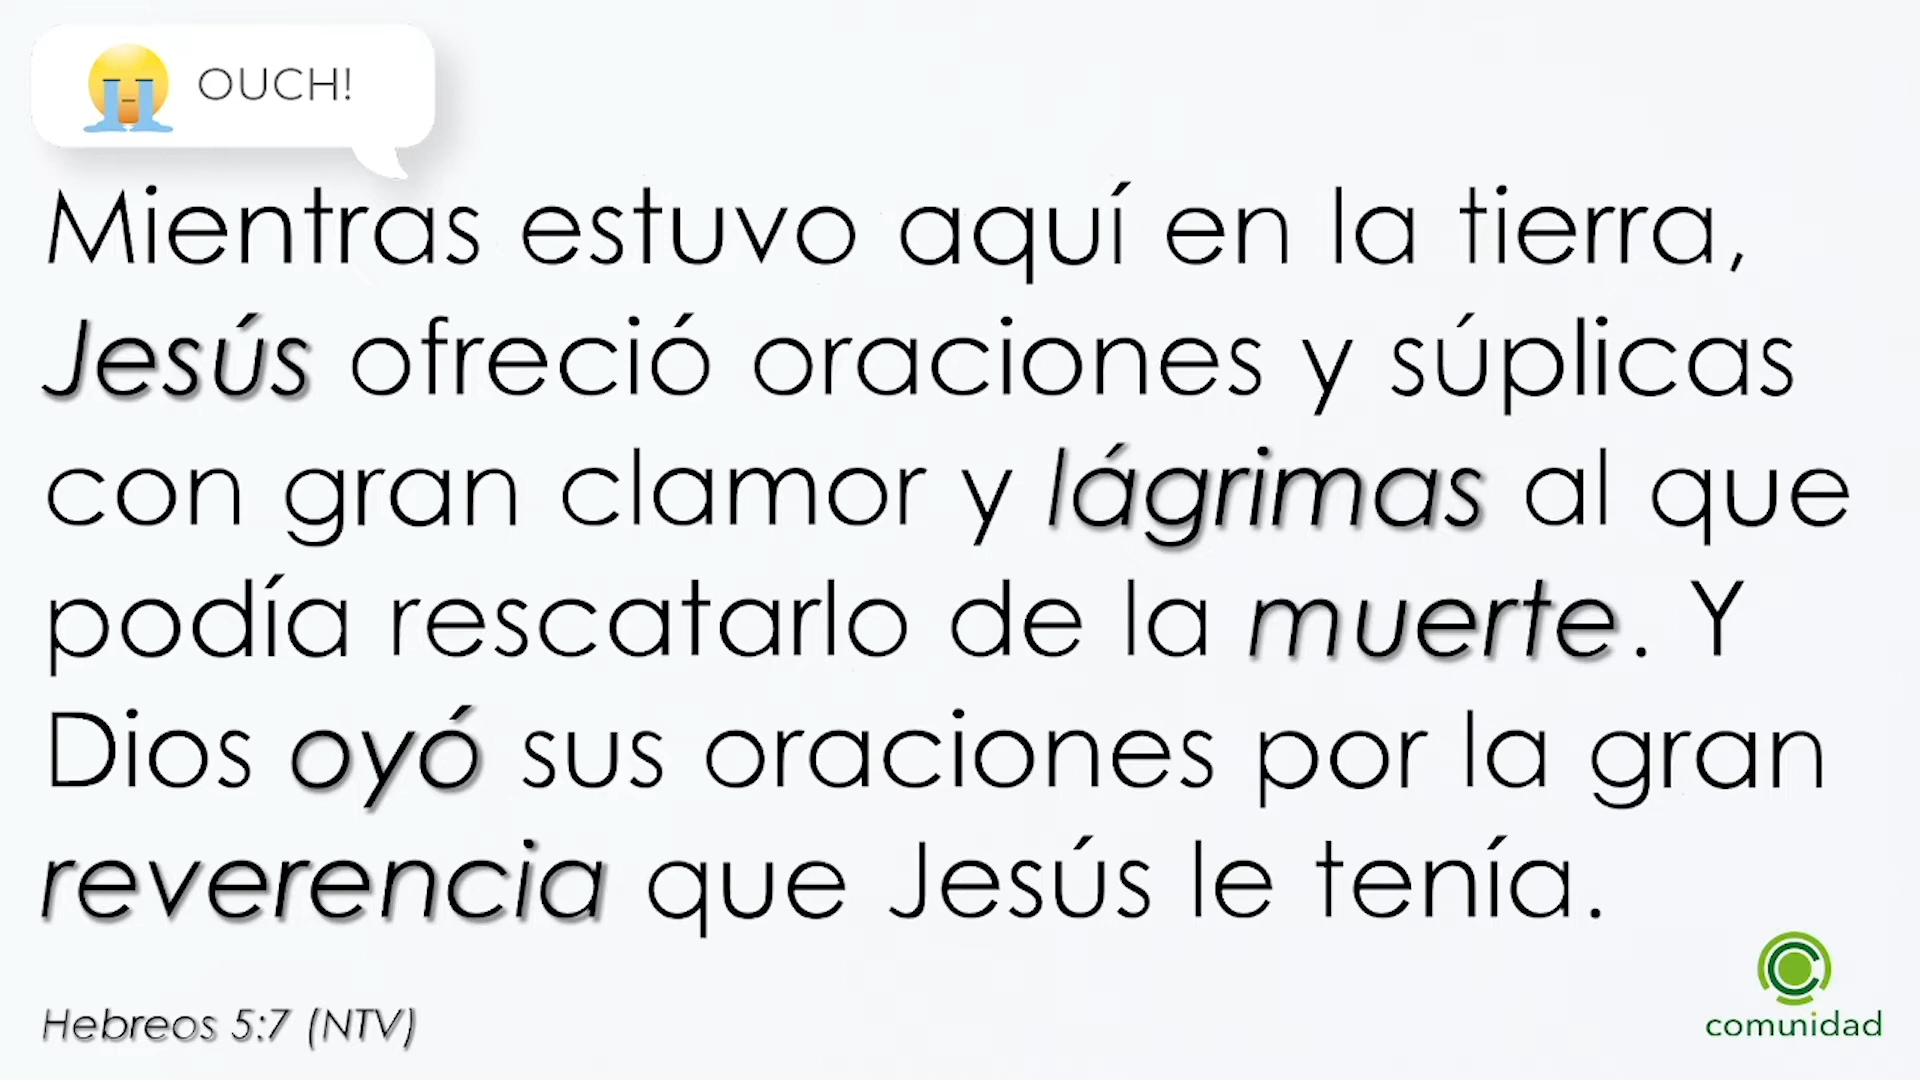 OUCH!
Mientras estuvo aquí en la tierra,
Jesús ofreció oraciones y súplicas
con gran clamor y lágrimas al que
podía rescatarlo de la muerte. Y
Dios oyó sus oraciones por la gran
reverencia que Jesús le tenía.
Hebreos 5:7 (NTV)
comunidad